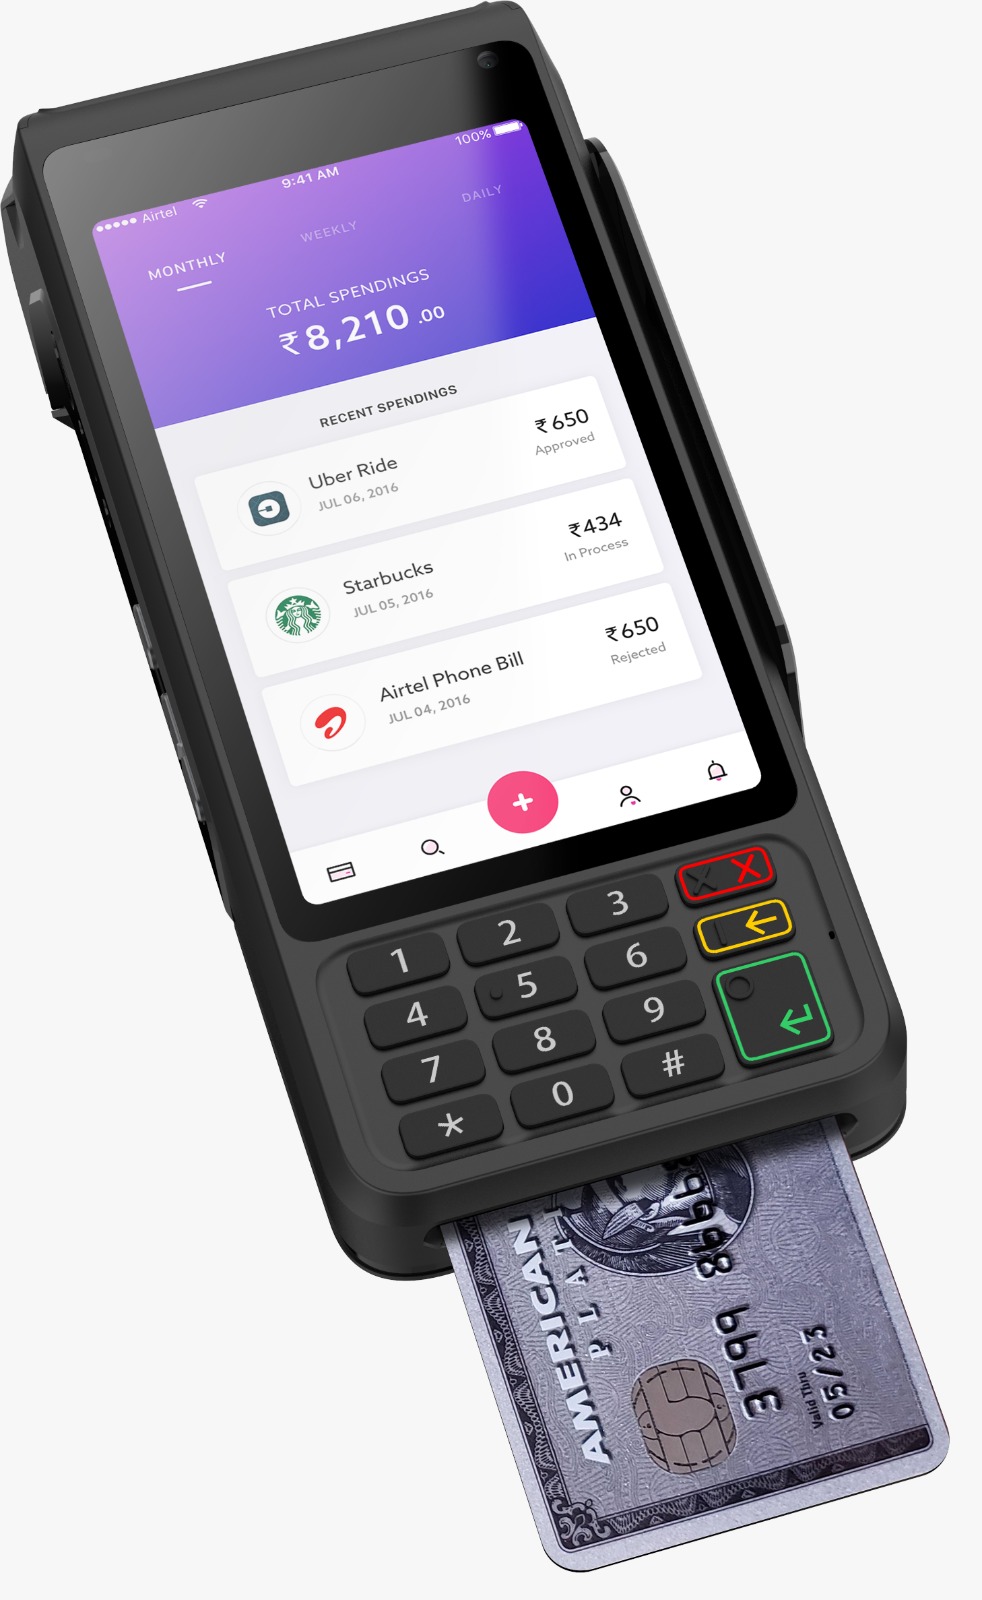 ●●●●● Airtel 9:41 AM 100%
MONTHLY WEEKLY DAILY
TOTAL SPENDINGS
₹8,210.00
RECENT SPENDINGS
Uber Ride ₹650
JUL 06, 2016 Approved
Starbucks ₹434
JUL 05, 2016 In Process
Airtel Phone Bill ₹650
JUL 04, 2016 Rejected
+
1 2 3 X
4 5 6 ←
7 8 9 ↵
* 0 #
AMERICAN
PLAT
3799
Valid Thru
05/23